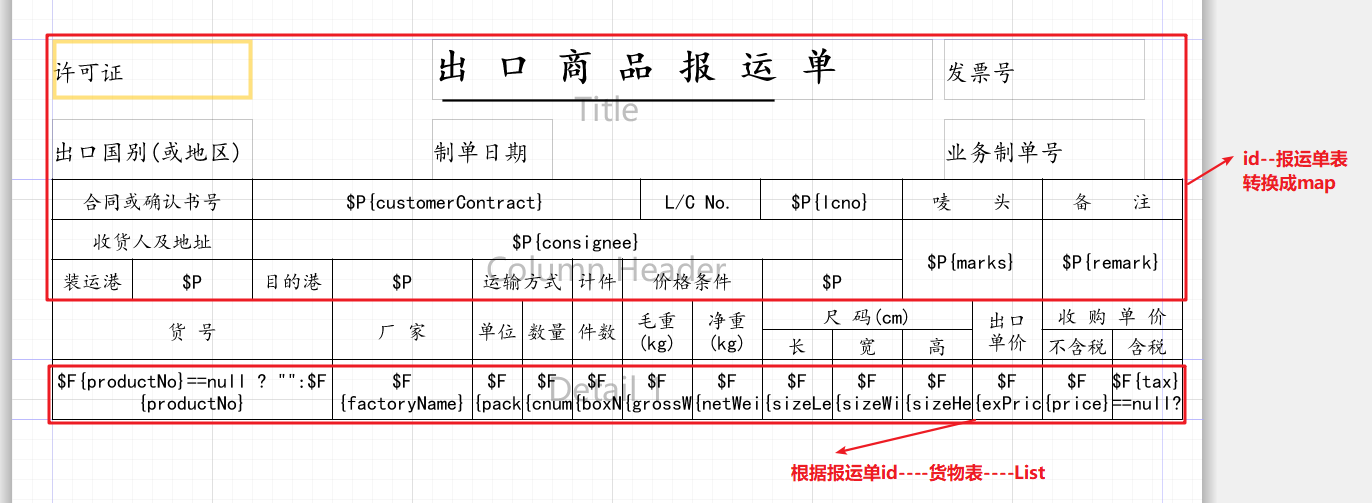 许可证
出 口 商 品 报 运 单
发票号
Title
出口国别(或地区)
制单日期
业务制单号
id--报运单表
转换成map
合同或确认书号
$P{customerContract}
L/C No.
$P{lcno}
唛 头
备 注
收货人及地址
$P{consignee}
$P{marks}
$P{remark}
Column Header
装运港
$P
目的港
$P
运输方式
计件
价格条件
$P
货 号
厂 家
单位
数量
件数
毛重
(kg)
净重
(kg)
尺 码(cm)
长
宽
高
出口
单价
收 购 单 价
不含税
含税
Detail 1
$F{productNo}==null ? "":$F
{productNo}
$F
{factoryName}
$F
{pack
$F
{cnum
$F
{boxN
$F
{grossW
$F
{netWei
$F
{sizeLe
$F
{sizeWi
$F
{sizeHe
$F
{exPric
$F
{price}
$F{tax}
==null?
根据报运单id----货物表----List